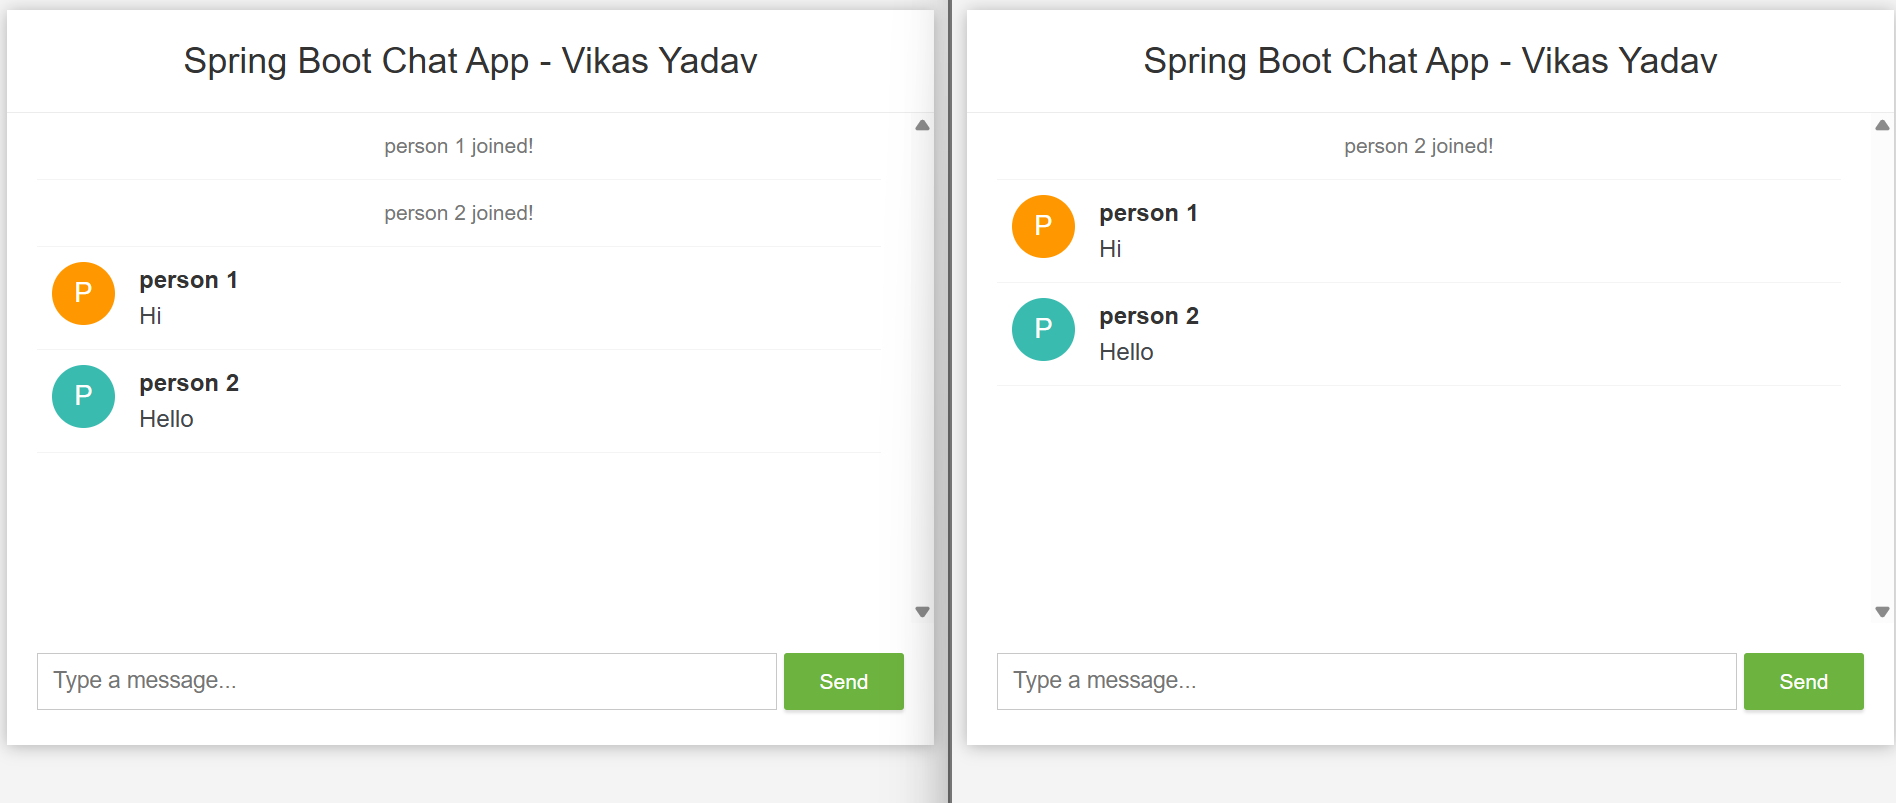 Spring Boot Chat App - Vikas Yadav
person 1 joined!
person 2 joined!
P
person 1
Hi
P
person 2
Hello
Type a message...
Send
Spring Boot Chat App - Vikas Yadav
person 2 joined!
P
person 1
Hi
P
person 2
Hello
Type a message...
Send